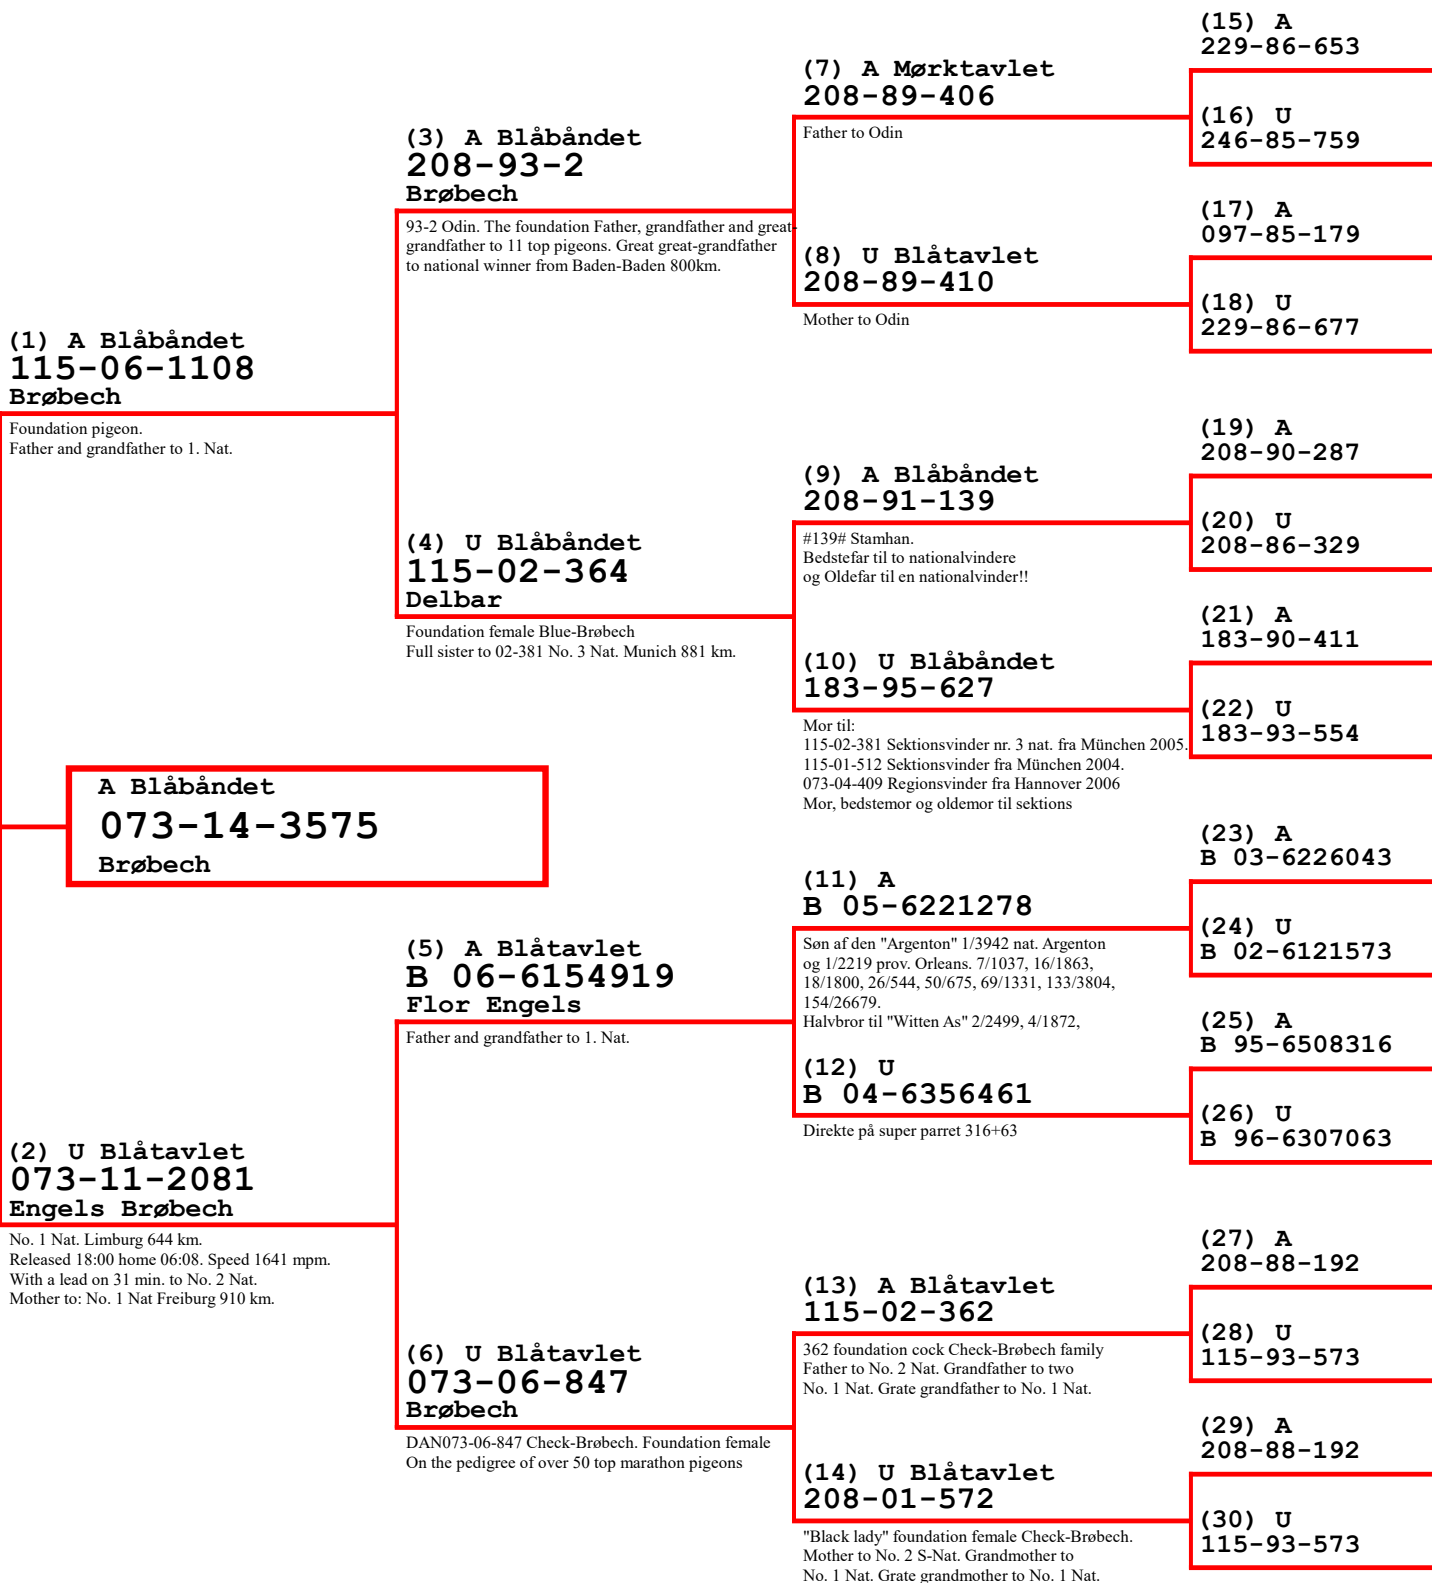 (1) A Blåbåndet
115-06-1108
Brøbech
Foundation pigeon.
Father and grandfather to 1. Nat.
A Blåbåndet
073-14-3575
Brøbech
(2) U Blåtavlet
073-11-2081
Engels Brøbech
No. 1 Nat. Limburg 644 km.
Released 18:00 home 06:08. Speed 1641 mpm.
With a lead on 31 min. to No. 2 Nat.
Mother to: No. 1 Nat Freiburg 910 km.
(3) A Blåbåndet
208-93-2
Brøbech
93-2 Odin. The foundation Father, grandfather and great-
grandfather to 11 top pigeons. Great great-grandfather
to national winner from Baden-Baden 800km.
(4) U Blåbåndet
115-02-364
Delbar
Foundation female Blue-Brøbech
Full sister to 02-381 No. 3 Nat. Munich 881 km.
(5) A Blåtavlet
B 06-6154919
Flor Engels
Father and grandfather to 1. Nat.
(6) U Blåtavlet
073-06-847
Brøbech
DAN073-06-847 Check-Brøbech. Foundation female
On the pedigree of over 50 top marathon pigeons
(7) A Mørktavlet
208-89-406
Father to Odin
(8) U Blåtavlet
208-89-410
Mother to Odin
(9) A Blåbåndet
208-91-139
#139# Stamhan.
Bedstefar til to nationalvindere
og Oldefar til en nationalvinder!!
(10) U Blåbåndet
183-95-627
Mor til:
115-02-381 Sektionsvinder nr. 3 nat. fra München 2005.
115-01-512 Sektionsvinder fra München 2004.
073-04-409 Regionsvinder fra Hannover 2006
Mor, bedstemor og oldemor til sektions
(11) A
B 05-6221278
Søn af den "Argenton" 1/3942 nat. Argenton
og 1/2219 prov. Orleans. 7/1037, 16/1863,
18/1800, 26/544, 50/675, 69/1331, 133/3804,
154/26679.
Halvbror til "Witten As" 2/2499, 4/1872,
(12) U
B 04-6356461
Direkte på super parret 316+63
(13) A Blåtavlet
115-02-362
362 foundation cock Check-Brøbech family
Father to No. 2 Nat. Grandfather to two
No. 1 Nat. Grate grandfather to No. 1 Nat.
(14) U Blåtavlet
208-01-572
"Black lady" foundation female Check-Brøbech.
Mother to No. 2 S-Nat. Grandmother to
No. 1 Nat. Grate grandmother to No. 1 Nat.
(15) A
229-86-653
(16) U
246-85-759
(17) A
097-85-179
(18) U
229-86-677
(19) A
208-90-287
(20) U
208-86-329
(21) A
183-90-411
(22) U
183-93-554
(23) A
B 03-6226043
(24) U
B 02-6121573
(25) A
B 95-6508316
(26) U
B 96-6307063
(27) A
208-88-192
(28) U
115-93-573
(29) A
208-88-192
(30) U
115-93-573